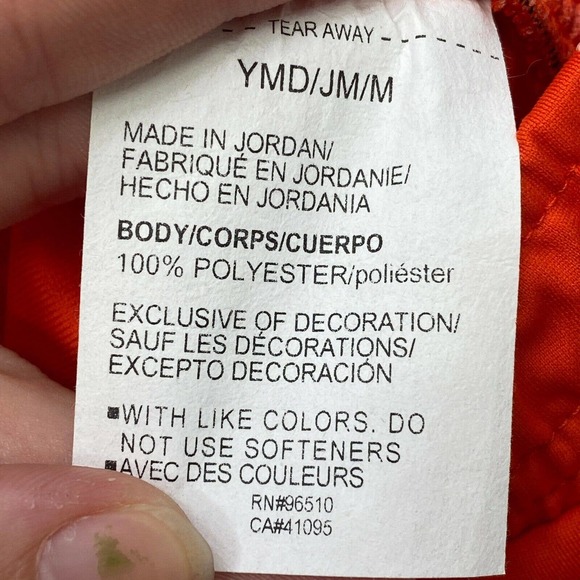 TEAR AWAY
YMD/JM/M
MADE IN JORDAN/
FABRIQUÉ EN JORDANIE/
HECHO EN JORDANIA
BODY/CORPS/CUERPO
100% POLYESTER/poliéster
EXCLUSIVE OF DECORATION/
SAUF LES DÉCORATIONS/
EXCEPTO DECORACIÓN
▪WITH LIKE COLORS. DO
NOT USE SOFTENERS
▪AVEC DES COULEURS
RN#96510
CA#41095